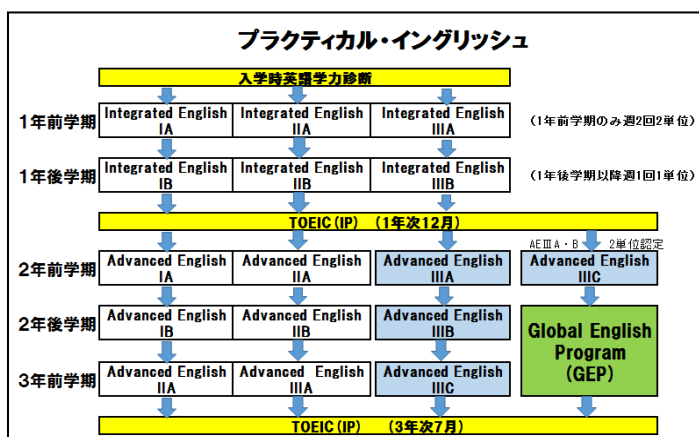 プラクティカル・イングリッシュ
入学時英語学力診断
1年前学期
Integrated English
IA
Integrated English
IIA
Integrated English
IIIA
（1年前学期のみ週2回2単位）
1年後学期
Integrated English
IB
Integrated English
IIB
Integrated English
IIIB
（1年後学期以降週1回1単位）
TOEIC(IP) (1年次12月)
AEⅢA・B 2単位認定
2年前学期
Advanced English
IA
Advanced English
IIA
Advanced English
IIIA
Advanced English
IIIC
2年後学期
Advanced English
IB
Advanced English
IIB
Advanced English
IIIB
Global English
Program
(GEP)
3年前学期
Advanced English
IIA
Advanced English
IIIA
Advanced English
IIIC
TOEIC(IP) (3年次7月)